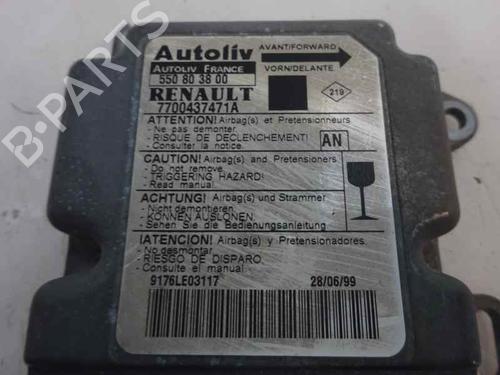 Autoliv
AVANT/FORWARD
AUTOLIV FRANCE
550 80 38 00
VORN/DELANTE
RENAULT
7700437471A
219
ATTENTION! Airbag(s) et Pretensionneurs
- Ne pas demonter.
- RISQUE DE DECLENCHEMENT!
- Consulter la notice.
AN
CAUTION! Airbag(s) and Pretensioners
- Do not remove.
- TRIGGERING HAZARD!
- Read manual.
ACHTUNG! Airbag(s) und Strammer
- Nicht demontieren.
- KÖNNEN AUSLÖNEN.
- Sehen Sie die Bedienungsanleitung
¡ATENCION! Airbag(s) y Pretensionadores.
- No desmontar.
- RIESGO DE DISPARO.
- Consultar el manual.
9176LE03117
28/06/99
B-PARTS